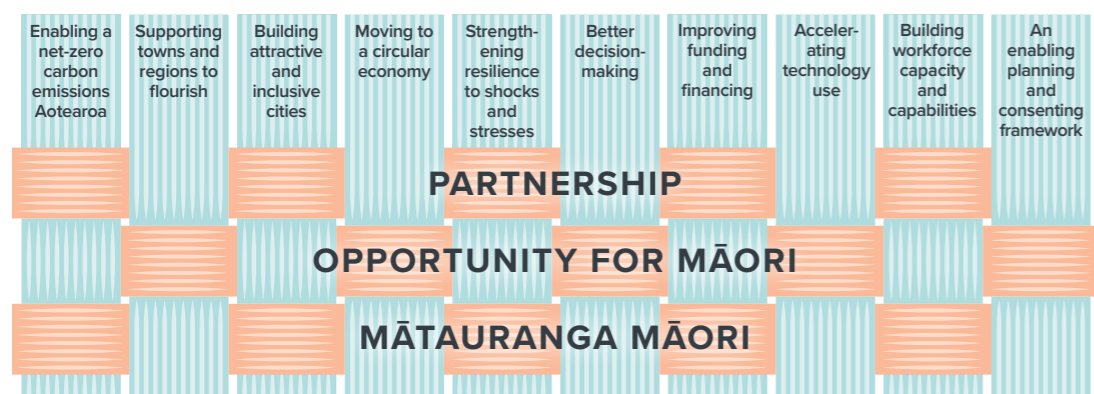 Enabling a
net-zero
carbon
emissions
Aotearoa
Supporting
towns and
regions to
flourish
Building
attractive
and
inclusive
cities
Moving to
a circular
economy
Strength-
ening
resilience
to shocks
and
stresses
Better
decision-
making
Improving
funding
and
financing
Acceler-
ating
technology
use
Building
workforce
capacity
and
capabilities
An
enabling
planning
and
consenting
framework
PARTNERSHIP
OPPORTUNITY FOR MĀORI
MĀTAURANGA MĀORI